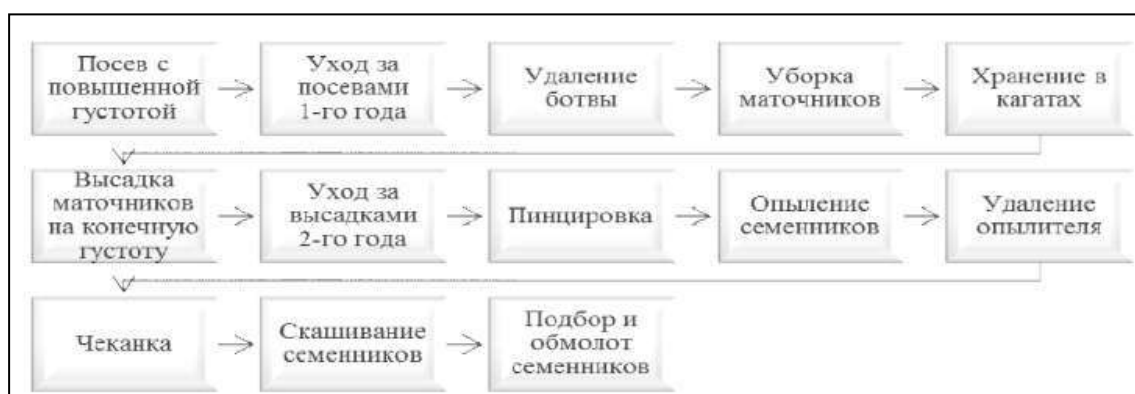 Посев с
повышенной
густотой
Уход за
посевами
1-го года
Удаление
ботвы
Уборка
маточников
Хранение в
кагатах
Высадка
маточников
на конечную
густоту
Уход за
высадками
2-го года
Пинцировка
Опыление
семенников
Удаление
опылителя
Чеканка
Скашивание
семенников
Подбор и
обмолот
семенников